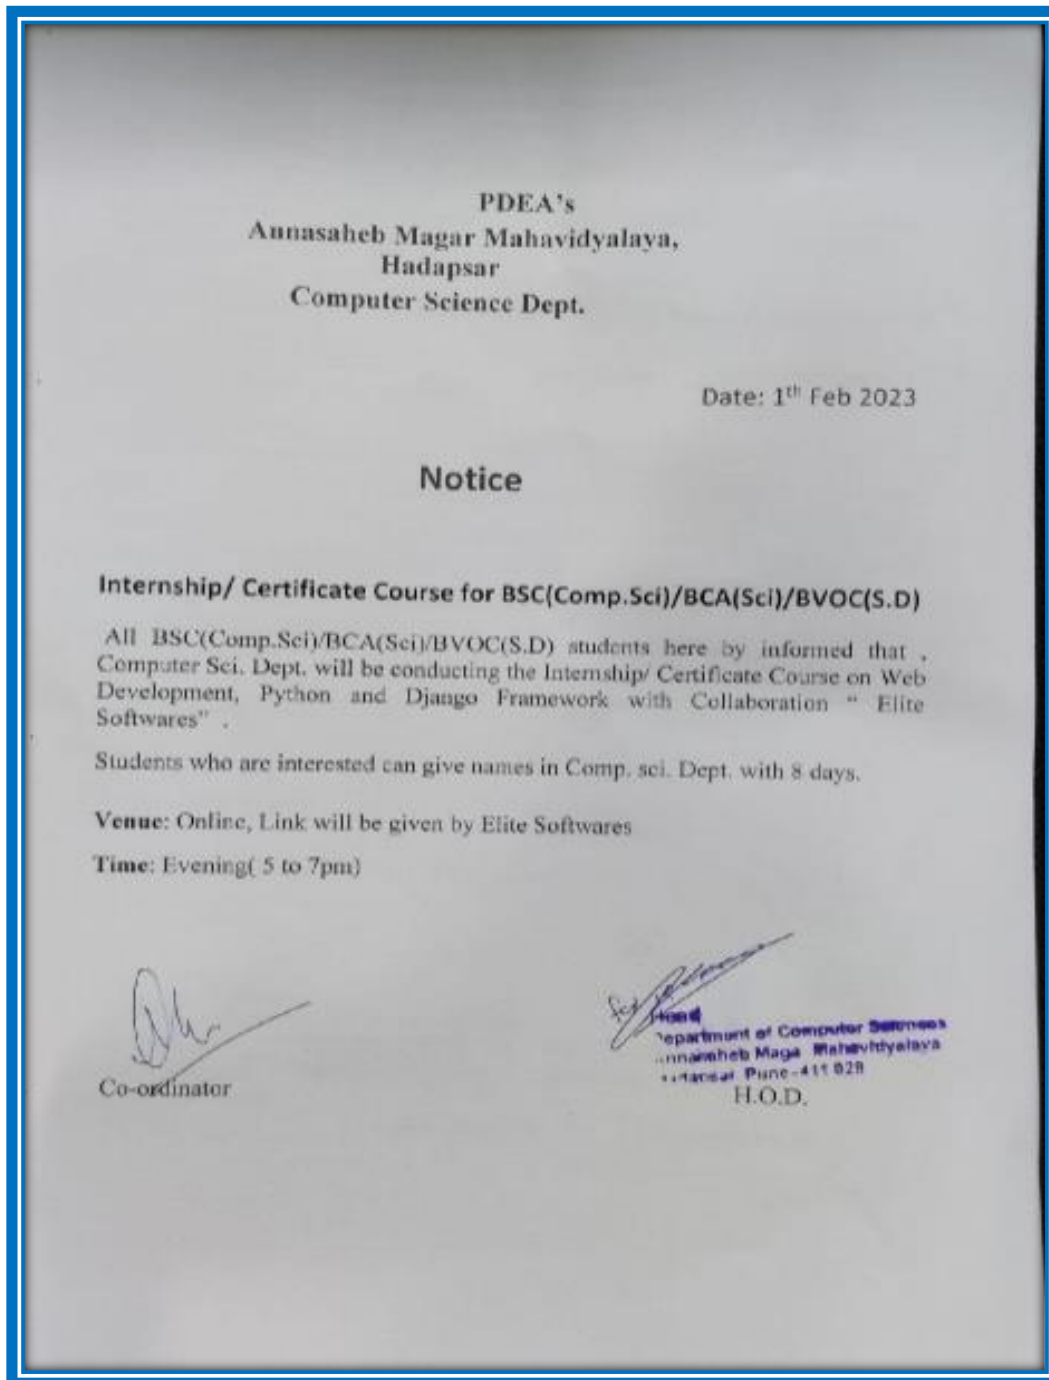 PDEA's
Annasaheb Magar Mahavidyalaya,
Hadapsar
Computer Science Dept.
Date: 1th Feb 2023
Notice
Internship/ Certificate Course for BSC(Comp.Sci)/BCA(Sci)/BVOC(S.D)
All BSC(Comp.Sci)/BCA(Sci)/BVOC(S.D) students here by informed that ,
Computer Sci. Dept. will be conducting the Internship/ Certificate Course on Web
Development, Python and Django Framework with Collaboration " Elite
Softwares" .
Students who are interested can give names in Comp. sci. Dept. with 8 days.
Venue: Online, Link will be given by Elite Softwares
Time: Evening( 5 to 7pm)
Head
epartment of Computer Sciences
nnasaheb Maga Mahavidyalaya
Pune-411 028
Co-ordinator
H.O.D.